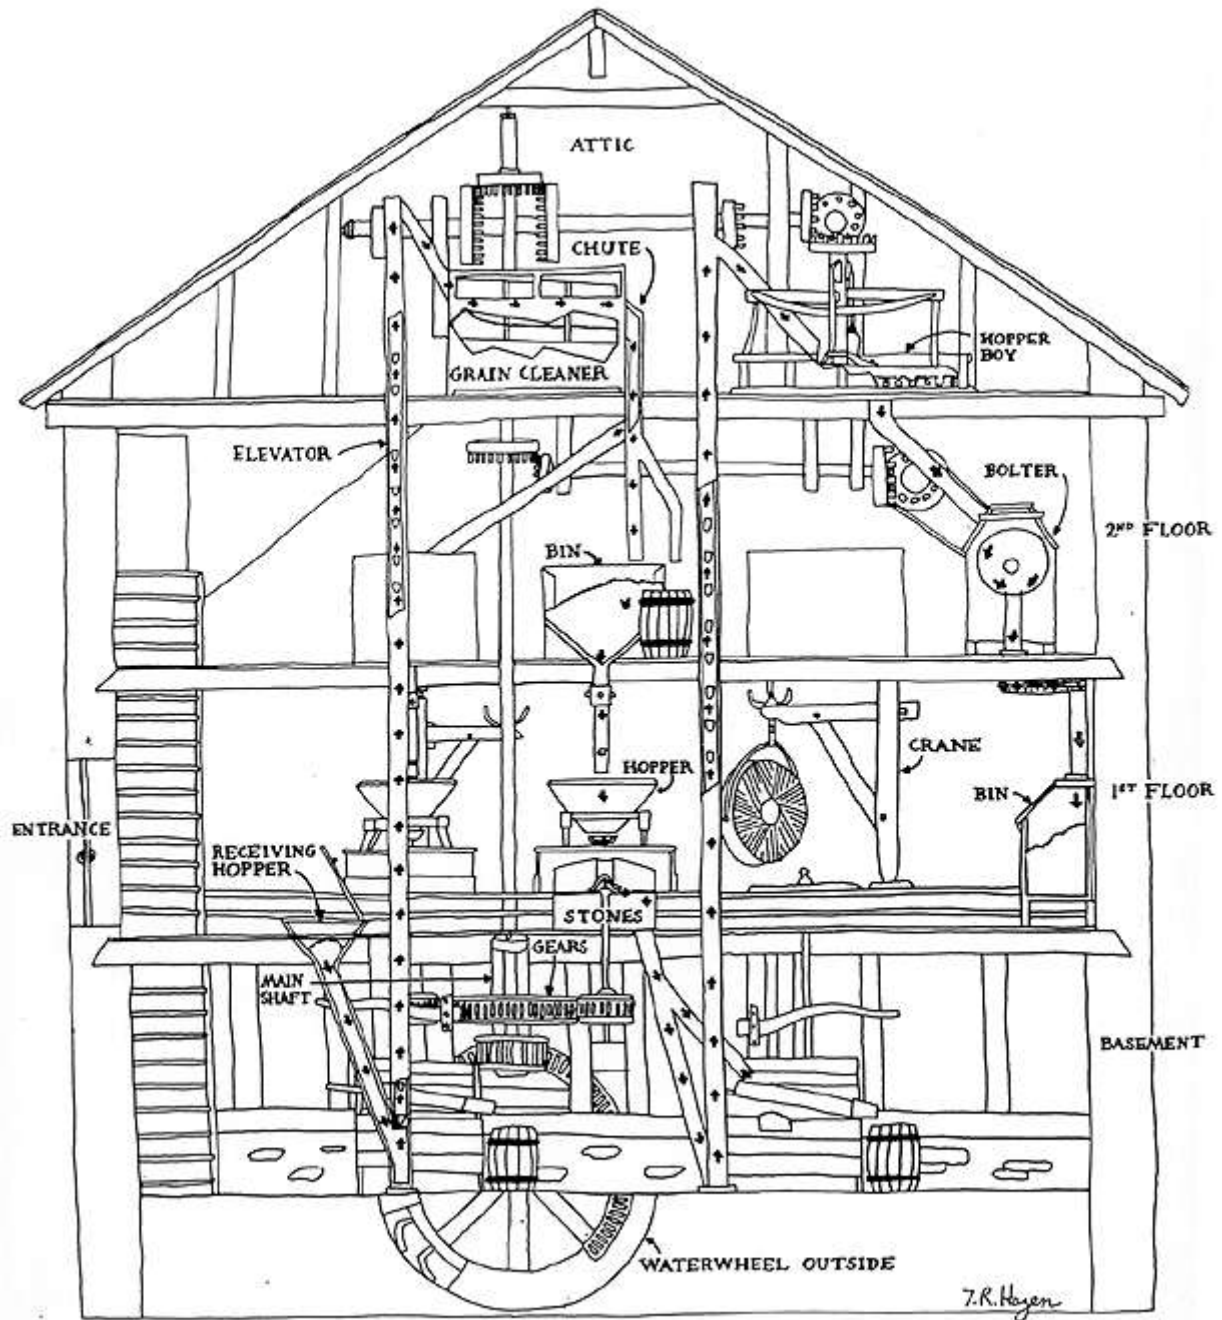 ATTIC
CHUTE
HOPPER
BOY
GRAIN CLEANER
ELEVATOR
BOLTER
2ND FLOOR
BIN
CRANE
HOPPER
BIN
1ST FLOOR
ENTRANCE
RECEIVING
HOPPER
STONES
GEARS
MAIN
SHAFT
BASEMENT
WATERWHEEL OUTSIDE
T.R. Hazen